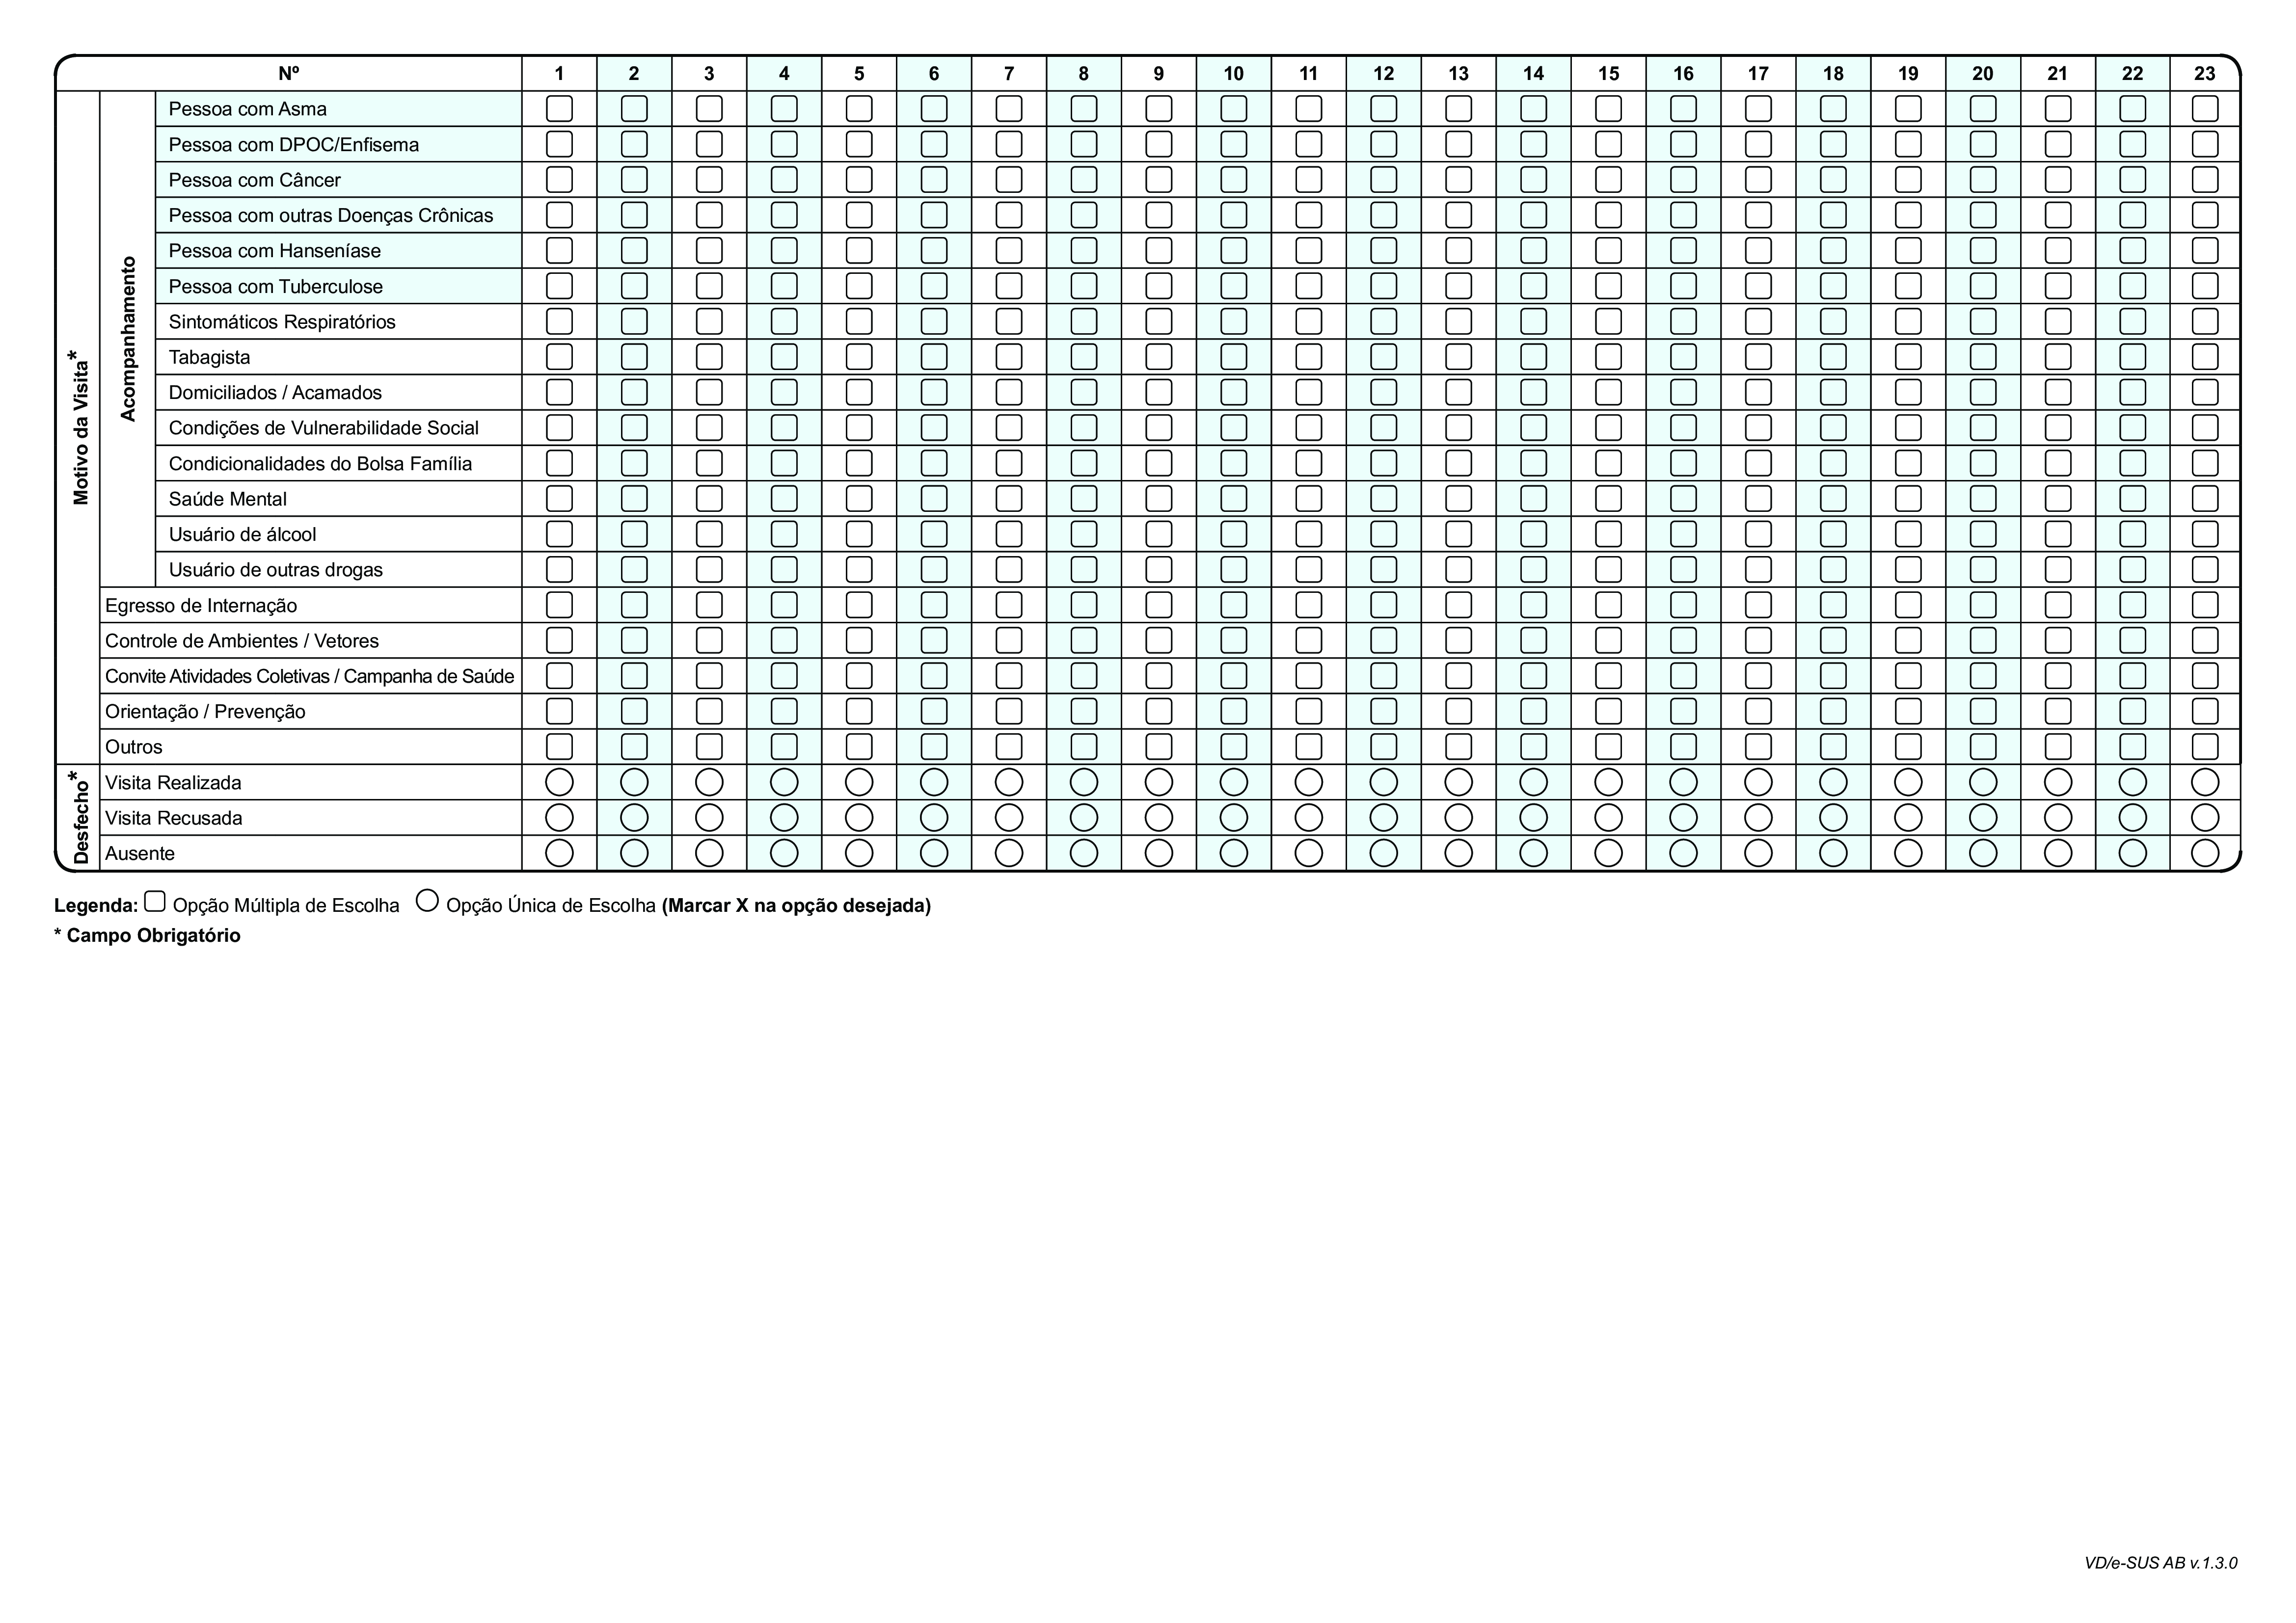 Nº 1 2 3 4 5 6 7 8 9 10 11 12 13 14 15 16 17 18 19 20 21 22 23
Motivo da Visita*
Acompanhamento
Pessoa com Asma
Pessoa com DPOC/Enfisema
Pessoa com Câncer
Pessoa com outras Doenças Crônicas
Pessoa com Hanseníase
Pessoa com Tuberculose
Sintomáticos Respiratórios
Tabagista
Domiciliados / Acamados
Condições de Vulnerabilidade Social
Condicionalidades do Bolsa Família
Saúde Mental
Usuário de álcool
Usuário de outras drogas
Egresso de Internação
Controle de Ambientes / Vetores
Convite Atividades Coletivas / Campanha de Saúde
Orientação / Prevenção
Outros
Desfecho*
Visita Realizada
Visita Recusada
Ausente
Legenda: Opção Múltipla de Escolha Opção Única de Escolha (Marcar X na opção desejada)
* Campo Obrigatório
VD/e-SUS AB v.1.3.0